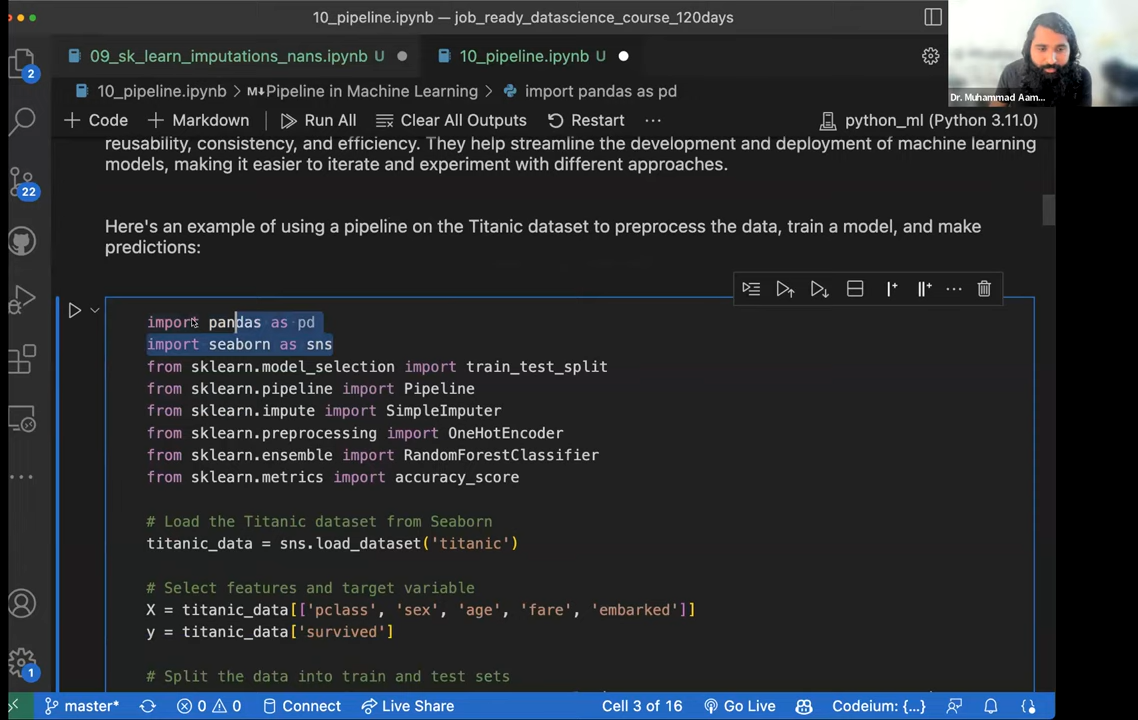 10_pipeline.ipynb — job_ready_datascience_course_120days
09_sk_learn_imputations_nans.ipynb U
10_pipeline.ipynb U
Dr. Muhammad Aam...
10_pipeline.ipynb > M↓Pipeline in Machine Learning > import pandas as pd
+ Code + Markdown Run All Clear All Outputs Restart ... python_ml (Python 3.11.0)
reusability, consistency, and efficiency. They help streamline the development and deployment of machine learning
models, making it easier to iterate and experiment with different approaches.
Here's an example of using a pipeline on the Titanic dataset to preprocess the data, train a model, and make
predictions:
import pandas as pd
import seaborn as sns
from sklearn.model_selection import train_test_split
from sklearn.pipeline import Pipeline
from sklearn.impute import SimpleImputer
from sklearn.preprocessing import OneHotEncoder
from sklearn.ensemble import RandomForestClassifier
from sklearn.metrics import accuracy_score
# Load the Titanic dataset from Seaborn
titanic_data = sns.load_dataset('titanic')
# Select features and target variable
X = titanic_data[['pclass', 'sex', 'age', 'fare', 'embarked']]
y = titanic_data['survived']
# Split the data into train and test sets
2
22
1
master* 0 0 Connect Live Share Cell 3 of 16 Go Live Codeium: {...}